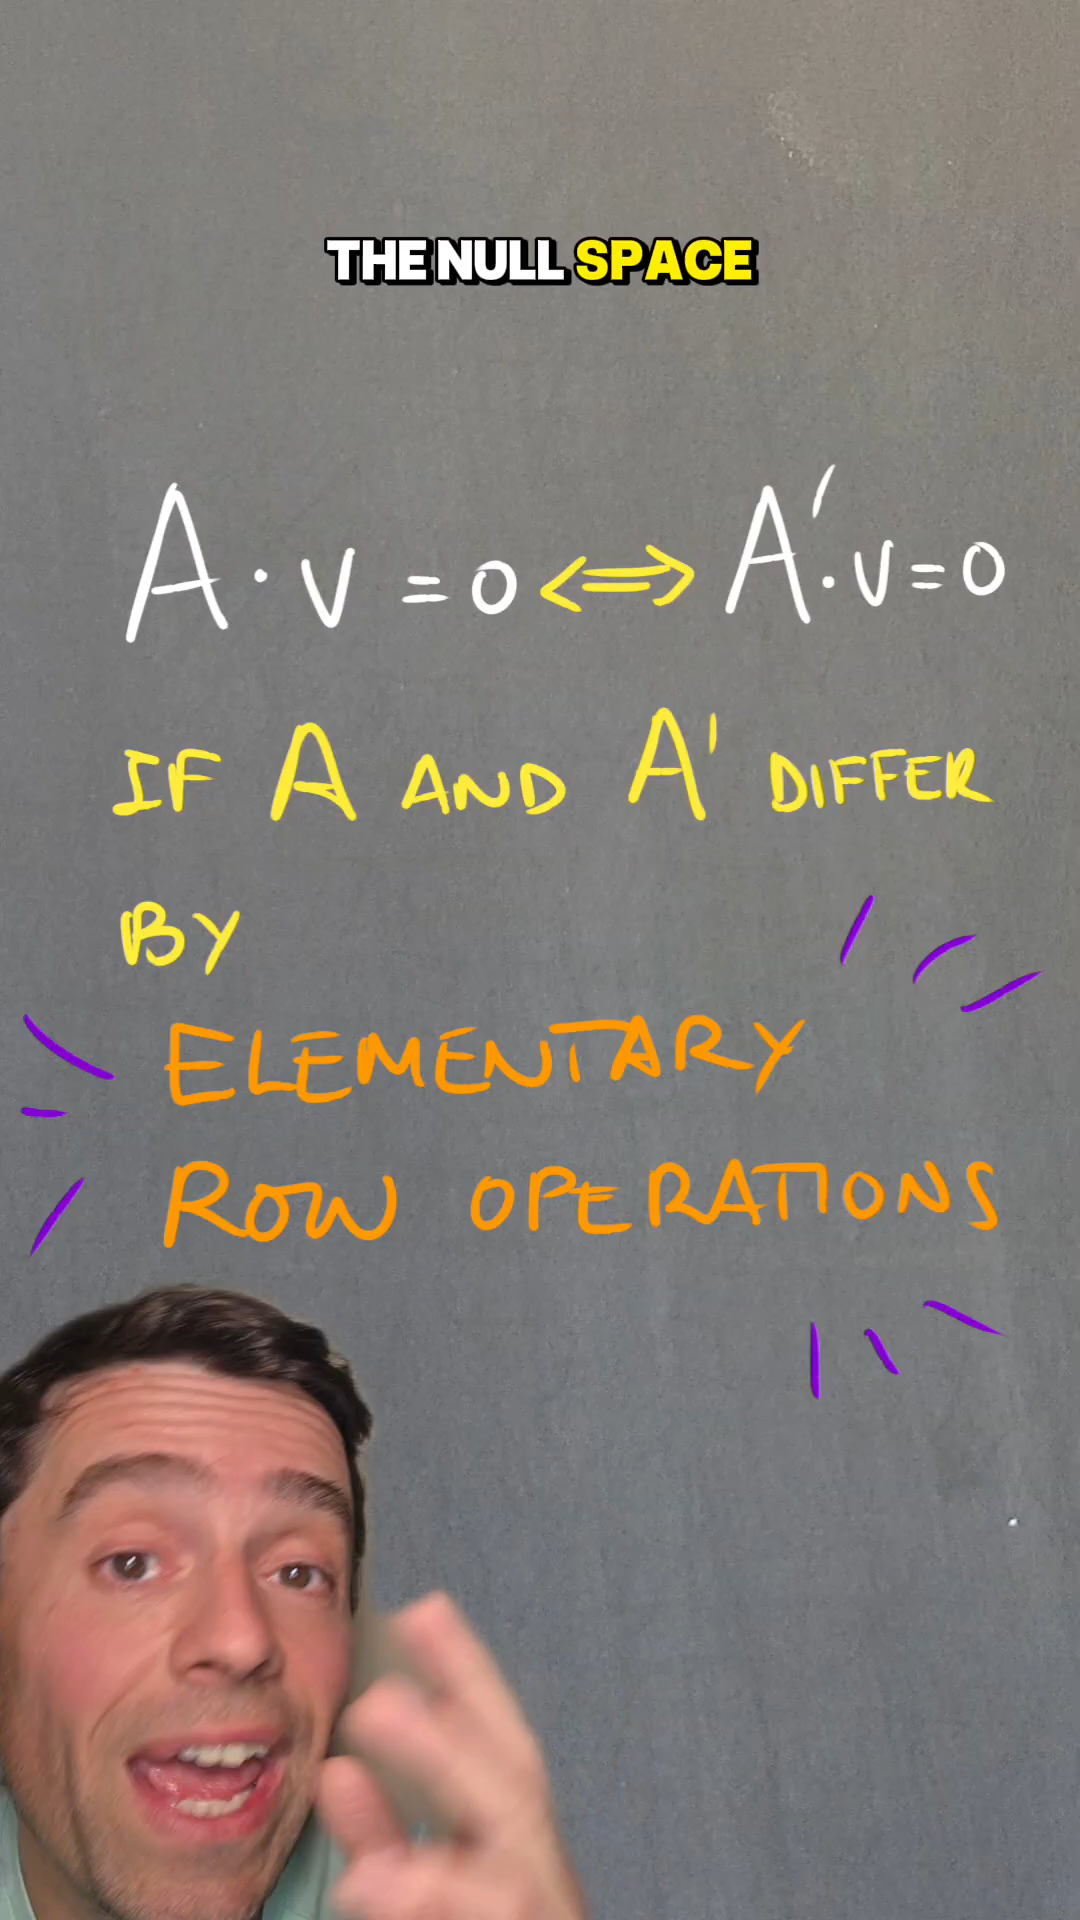 THE NULL SPACE
A · v = 0 ⟺ A' · v = 0
IF A AND A' DIFFER
BY
ELEMENTARY
ROW OPERATIONS